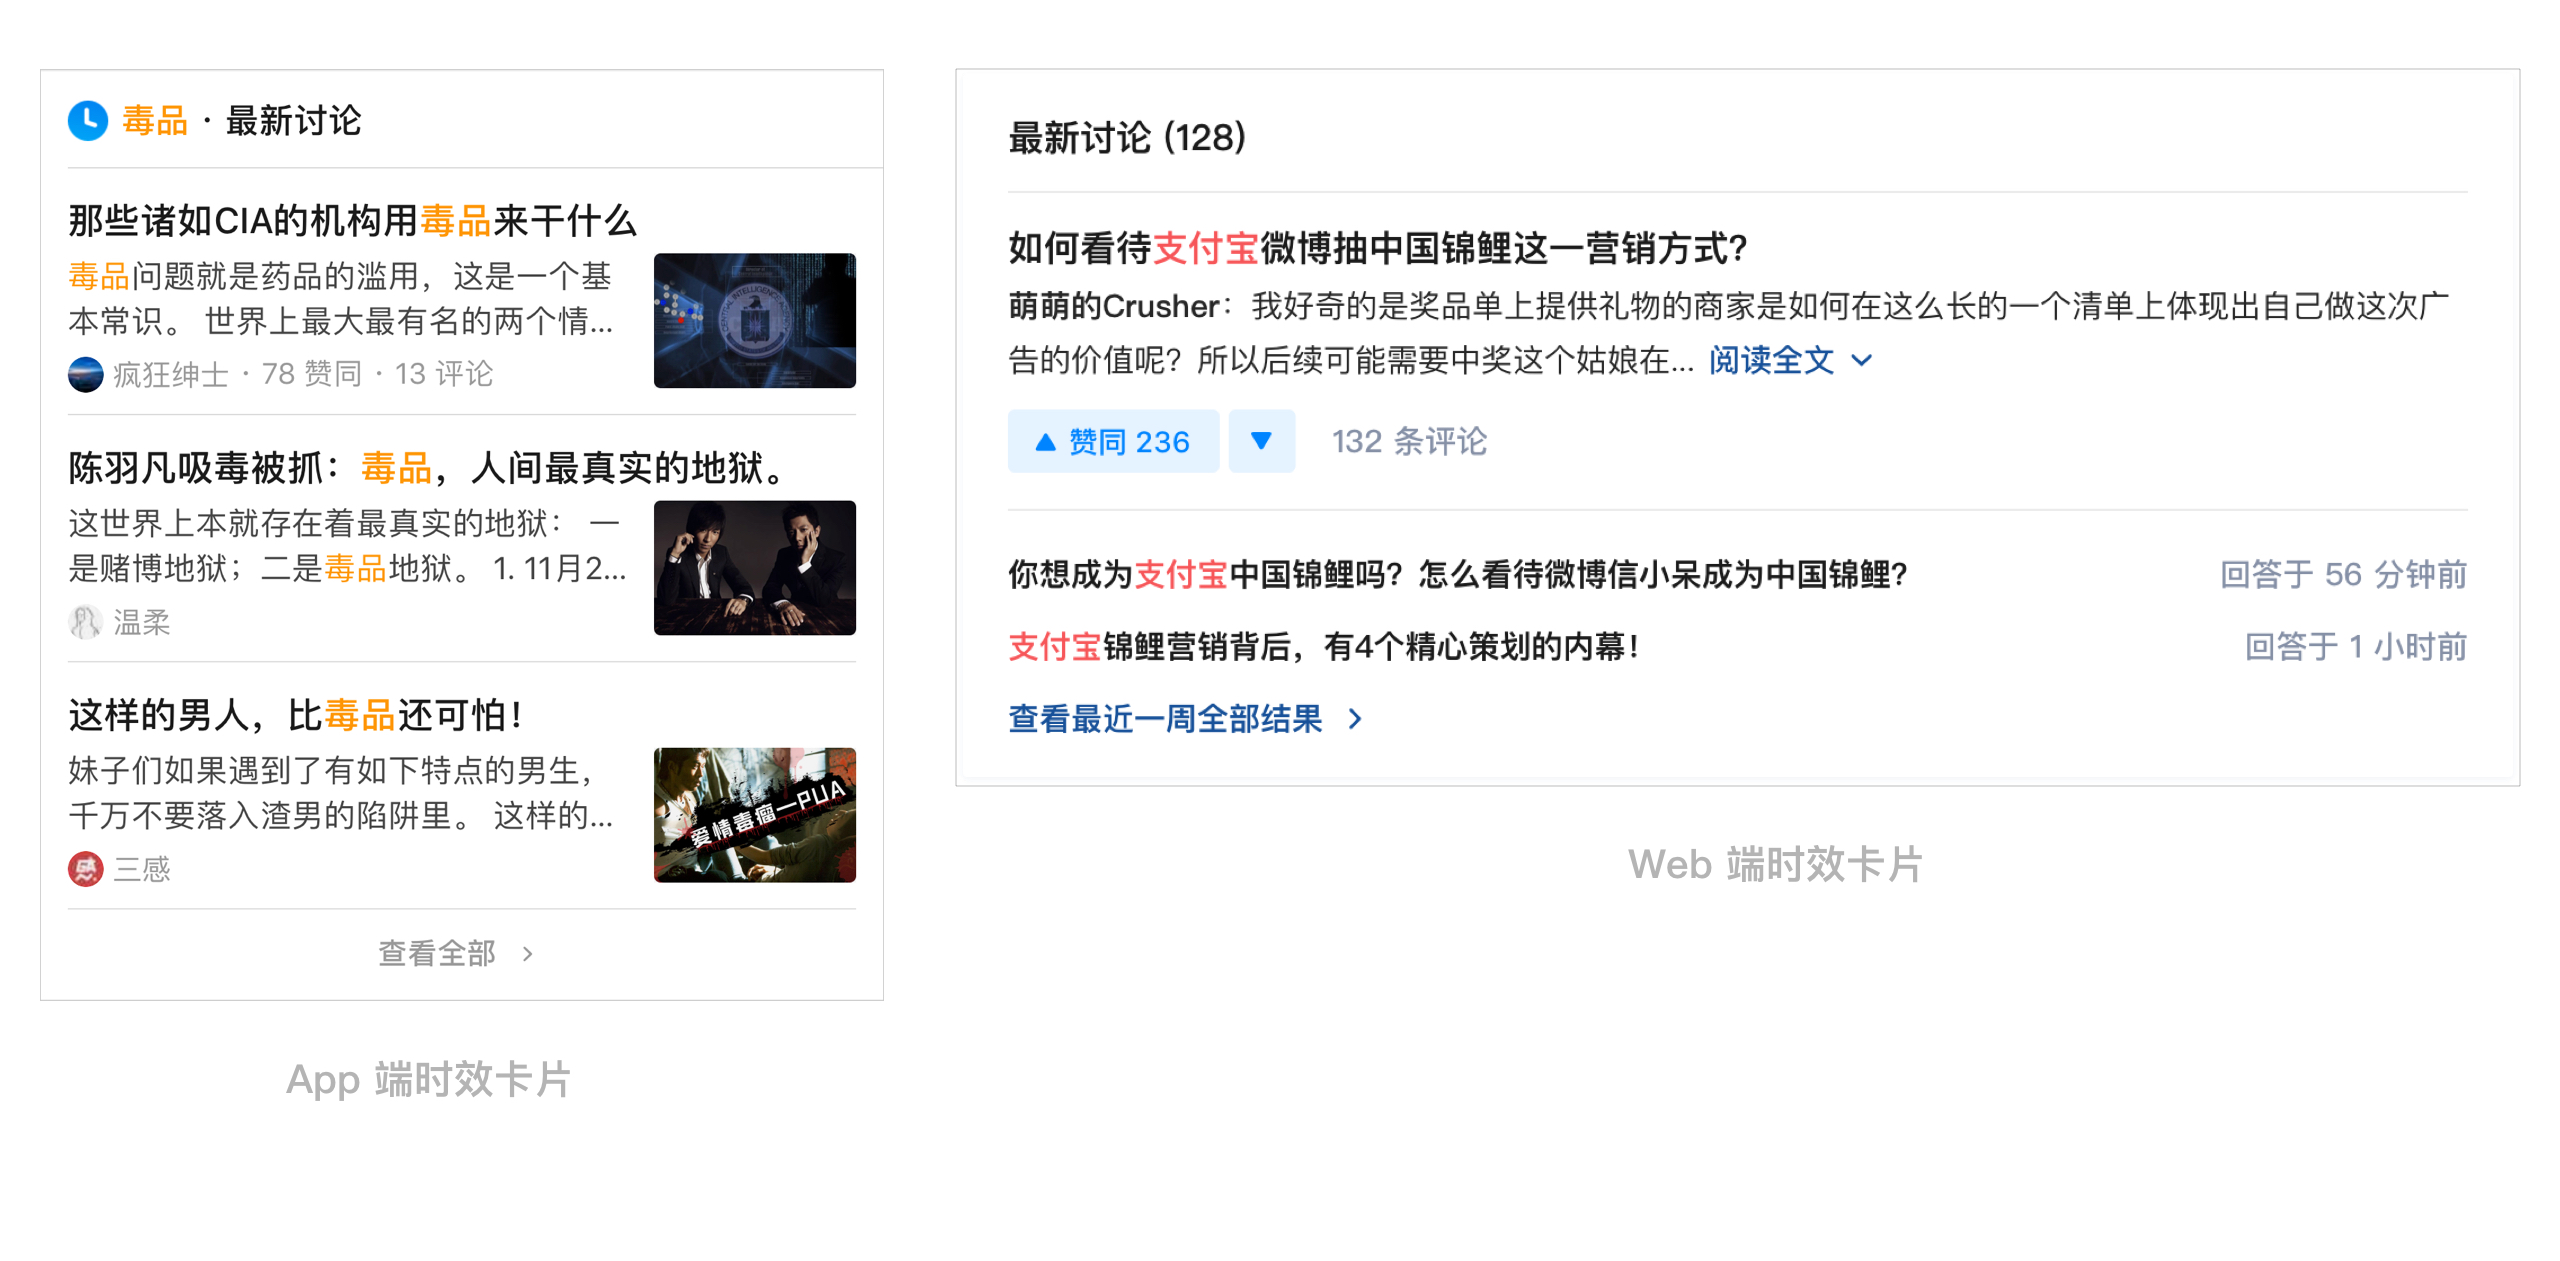 毒品 · 最新讨论
那些诸如CIA的机构用毒品来干什么
毒品问题就是药品的滥用，这是一个基
本常识。 世界上最大最有名的两个情...
疯狂绅士 · 78 赞同 · 13 评论
陈羽凡吸毒被抓：毒品，人间最真实的地狱。
这世界上本就存在着最真实的地狱： 一
是赌博地狱；二是毒品地狱。 1. 11月2...
温柔
这样的男人，比毒品还可怕！
妹子们如果遇到了有如下特点的男生，
千万不要落入渣男的陷阱里。 这样的...
爱情毒瘤—PUA
三感
查看全部 >
App 端时效卡片
最新讨论 (128)
如何看待支付宝微博抽中国锦鲤这一营销方式？
萌萌的Crusher：我好奇的是奖品单上提供礼物的商家是如何在这么长的一个清单上体现出自己做这次广
告的价值呢？所以后续可能需要中奖这个姑娘在... 阅读全文
赞同 236 132 条评论
你想成为支付宝中国锦鲤吗？怎么看待微博信小呆成为中国锦鲤？ 回答于 56 分钟前
支付宝锦鲤营销背后，有4个精心策划的内幕！ 回答于 1 小时前
查看最近一周全部结果 >
Web 端时效卡片